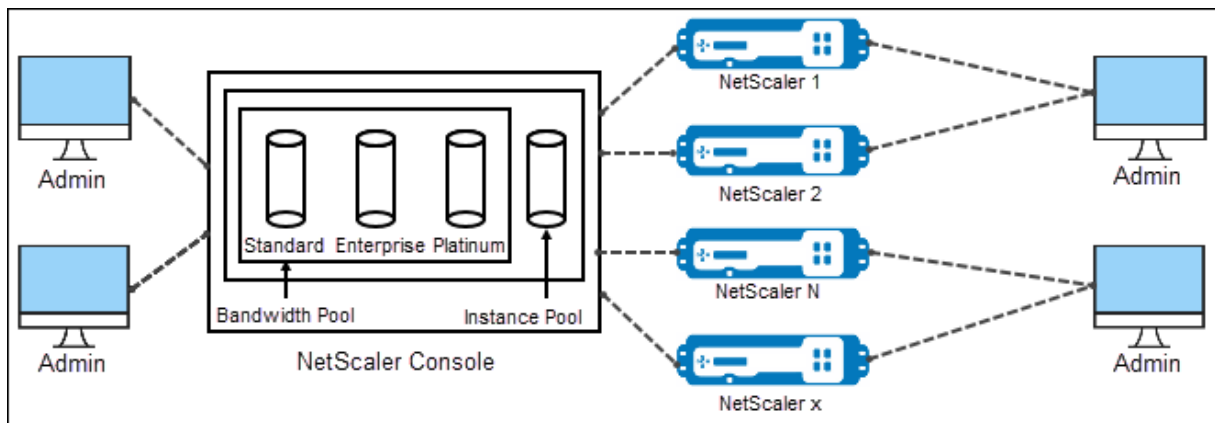 Admin
Admin
Standard Enterprise Platinum
Bandwidth Pool
Instance Pool
NetScaler Console
NetScaler 1
NetScaler 2
NetScaler N
NetScaler x
Admin
Admin